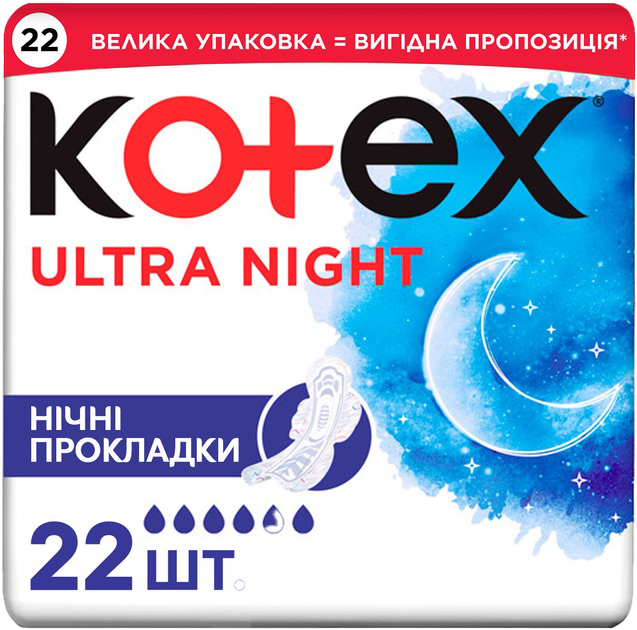 22 ВЕЛИКА УПАКОВКА = ВИГІДНА ПРОПОЗИЦІЯ*
Kotex®
ULTRA NIGHT
НІЧНІ
ПРОКЛАДКИ
22 ШТ.